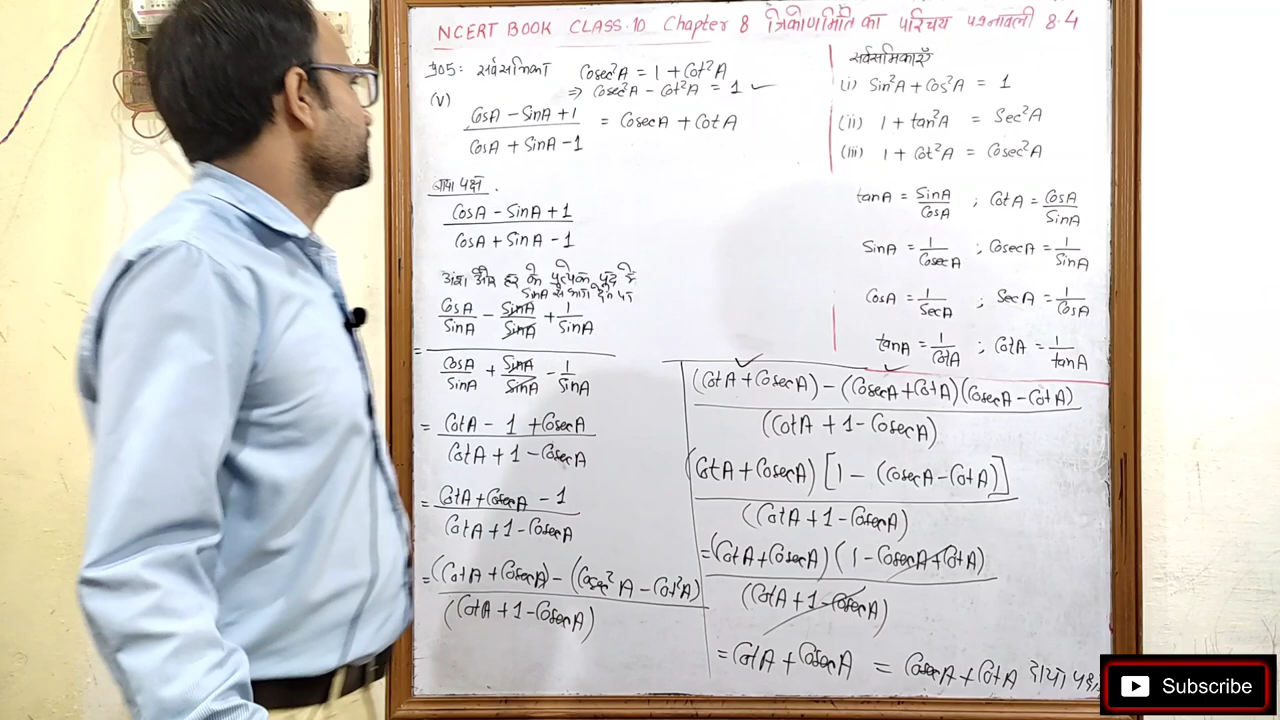 NCERT BOOK CLASS.10 Chapter 8 त्रिकोणमिति का परिचय प्रश्नावली 8.4
प्र05: सर्वसमिका Cosec²A = 1 + Cot²A
⇒ Cosec²A - Cot²A = 1 ✓
(V)
CosA - SinA + 1 / CosA + SinA - 1 = CosecA + CotA
बायां पक्ष.
CosA - SinA + 1 / CosA + SinA - 1
अंश और हर के प्रत्येक पद को
SinA से भाग देने पर
= CosA/SinA - SinA/SinA + 1/SinA / CosA/SinA + SinA/SinA - 1/SinA
= CotA - 1 + CosecA / CotA + 1 - CosecA
= CotA + CosecA - 1 / CotA + 1 - CosecA
= (CotA + CosecA) - (Cosec²A - Cot²A) / (CotA + 1 - CosecA)
सर्वसमिकाएँ
(i) Sin²A + Cos²A = 1
(ii) 1 + tan²A = Sec²A
(iii) 1 + Cot²A = Cosec²A
tanA = SinA/CosA ; CotA = CosA/SinA
SinA = 1/CosecA ; CosecA = 1/SinA
CosA = 1/SecA ; SecA = 1/CosA
tanA = 1/CotA ; CotA = 1/tanA
(CotA + CosecA) - (CosecA + CotA)(CosecA - CotA) / (CotA + 1 - CosecA)
(CotA + CosecA) [1 - (CosecA - CotA)] / (CotA + 1 - CosecA)
= (CotA + CosecA) (1 - CosecA + CotA) / (CotA + 1 - CosecA)
= CotA + CosecA = CosecA + CotA दायां पक्ष
Subscribe